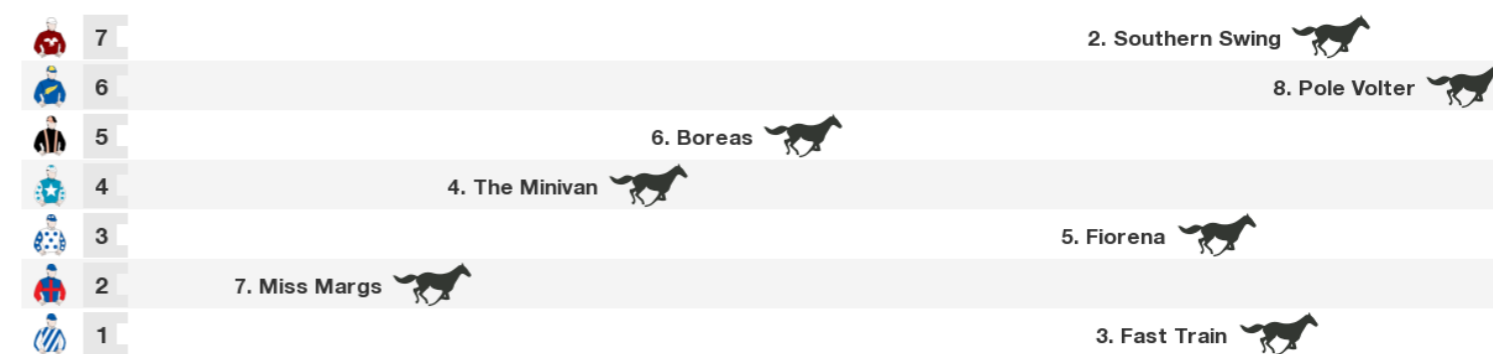 7 2. Southern Swing
6 8. Pole Volter
5 6. Boreas
4 4. The Minivan
3 5. Fiorena
2 7. Miss Margs
1 3. Fast Train